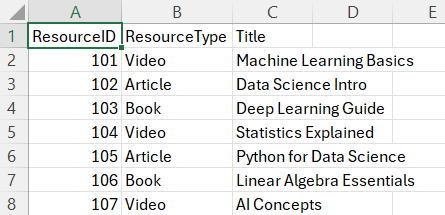 A B C D E
1 ResourceID ResourceType Title
2 101 Video Machine Learning Basics
3 102 Article Data Science Intro
4 103 Book Deep Learning Guide
5 104 Video Statistics Explained
6 105 Article Python for Data Science
7 106 Book Linear Algebra Essentials
8 107 Video AI Concepts